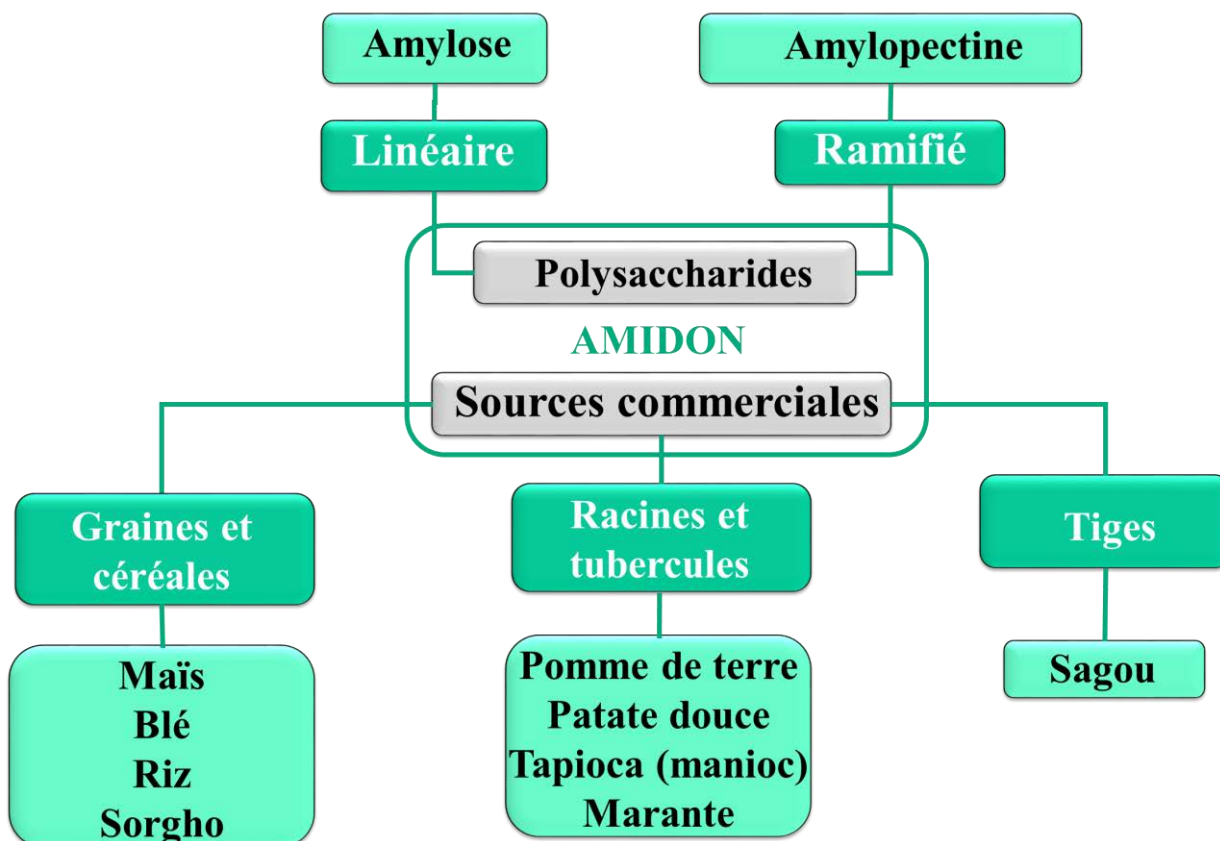 Amylose
Amylopectine
Linéaire
Ramifié
Polysaccharides
AMIDON
Sources commerciales
Graines et
céréales
Racines et
tubercules
Tiges
Maïs
Blé
Riz
Sorgho
Pomme de terre
Patate douce
Tapioca (manioc)
Marante
Sagou